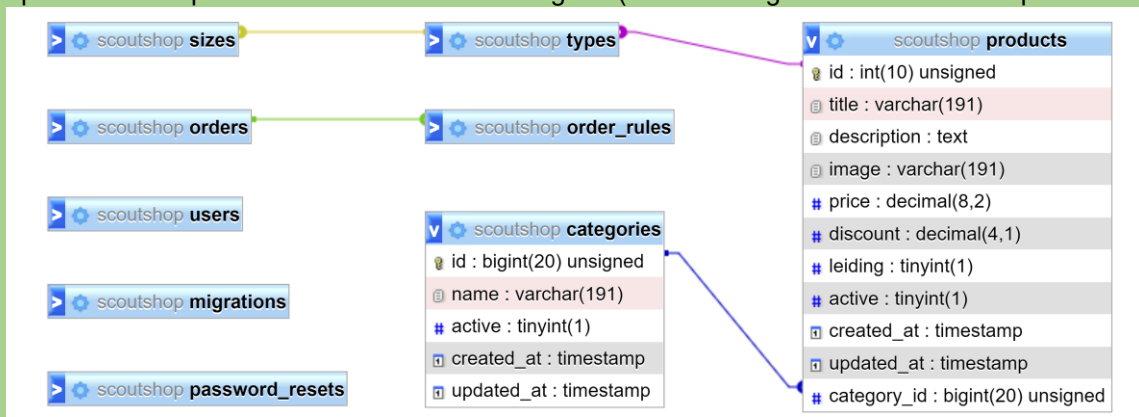 scoutshop sizes
scoutshop types
scoutshop products
id : int(10) unsigned
title : varchar(191)
description : text
image : varchar(191)
price : decimal(8,2)
discount : decimal(4,1)
leiding : tinyint(1)
active : tinyint(1)
created_at : timestamp
updated_at : timestamp
category_id : bigint(20) unsigned
scoutshop orders
scoutshop order_rules
scoutshop users
scoutshop categories
id : bigint(20) unsigned
name : varchar(191)
active : tinyint(1)
created_at : timestamp
updated_at : timestamp
scoutshop migrations
scoutshop password_resets